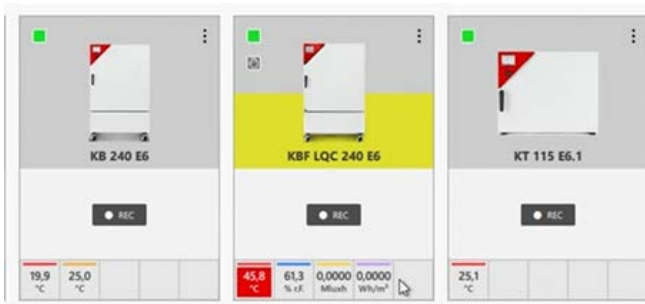 KB 240 E6
REC
19,9
°C
25,0
°C
KBF LQC 240 E6
REC
45,8
°C
61,3
% r.F.
0,0000
Mluxh
0,0000
Wh/m²
KT 115 E6.1
REC
25,1
°C